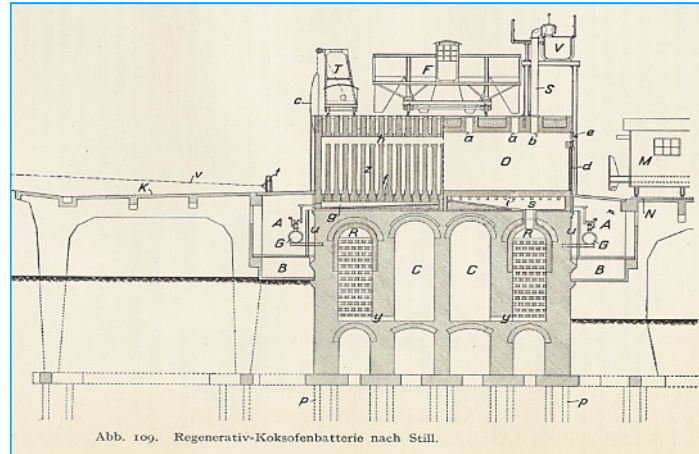 V
T
F
S
c
h
a
a
b
e
z
O
d
M
v
t
f
K
i
s
N
A
u
g
R
R
u
A
G
G
B
C
C
B
y
y
p
p
Abb. 109. Regenerativ-Koksofenbatterie nach Still.